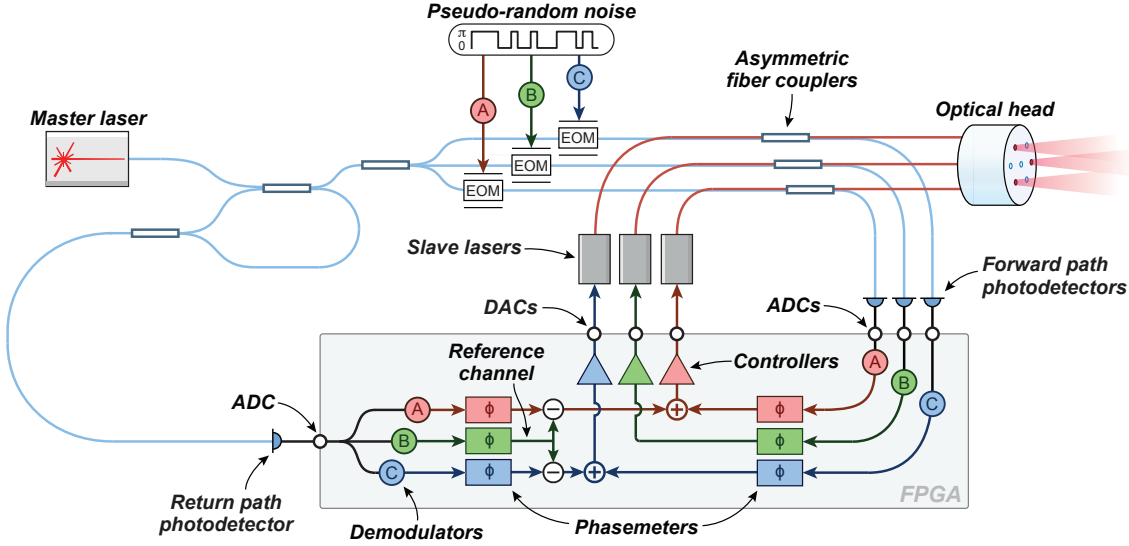 Pseudo-random noise
π
0
A
B
C
Master laser
EOM
EOM
EOM
Asymmetric
fiber couplers
Optical head
Slave lasers
Forward path
photodetectors
DACs
ADCs
Reference
channel
Controllers
ADC
A
B
C
ϕ
ϕ
ϕ
−
−
+
+
ϕ
ϕ
ϕ
A
B
C
FPGA
Return path
photodetector
Demodulators
Phasemeters